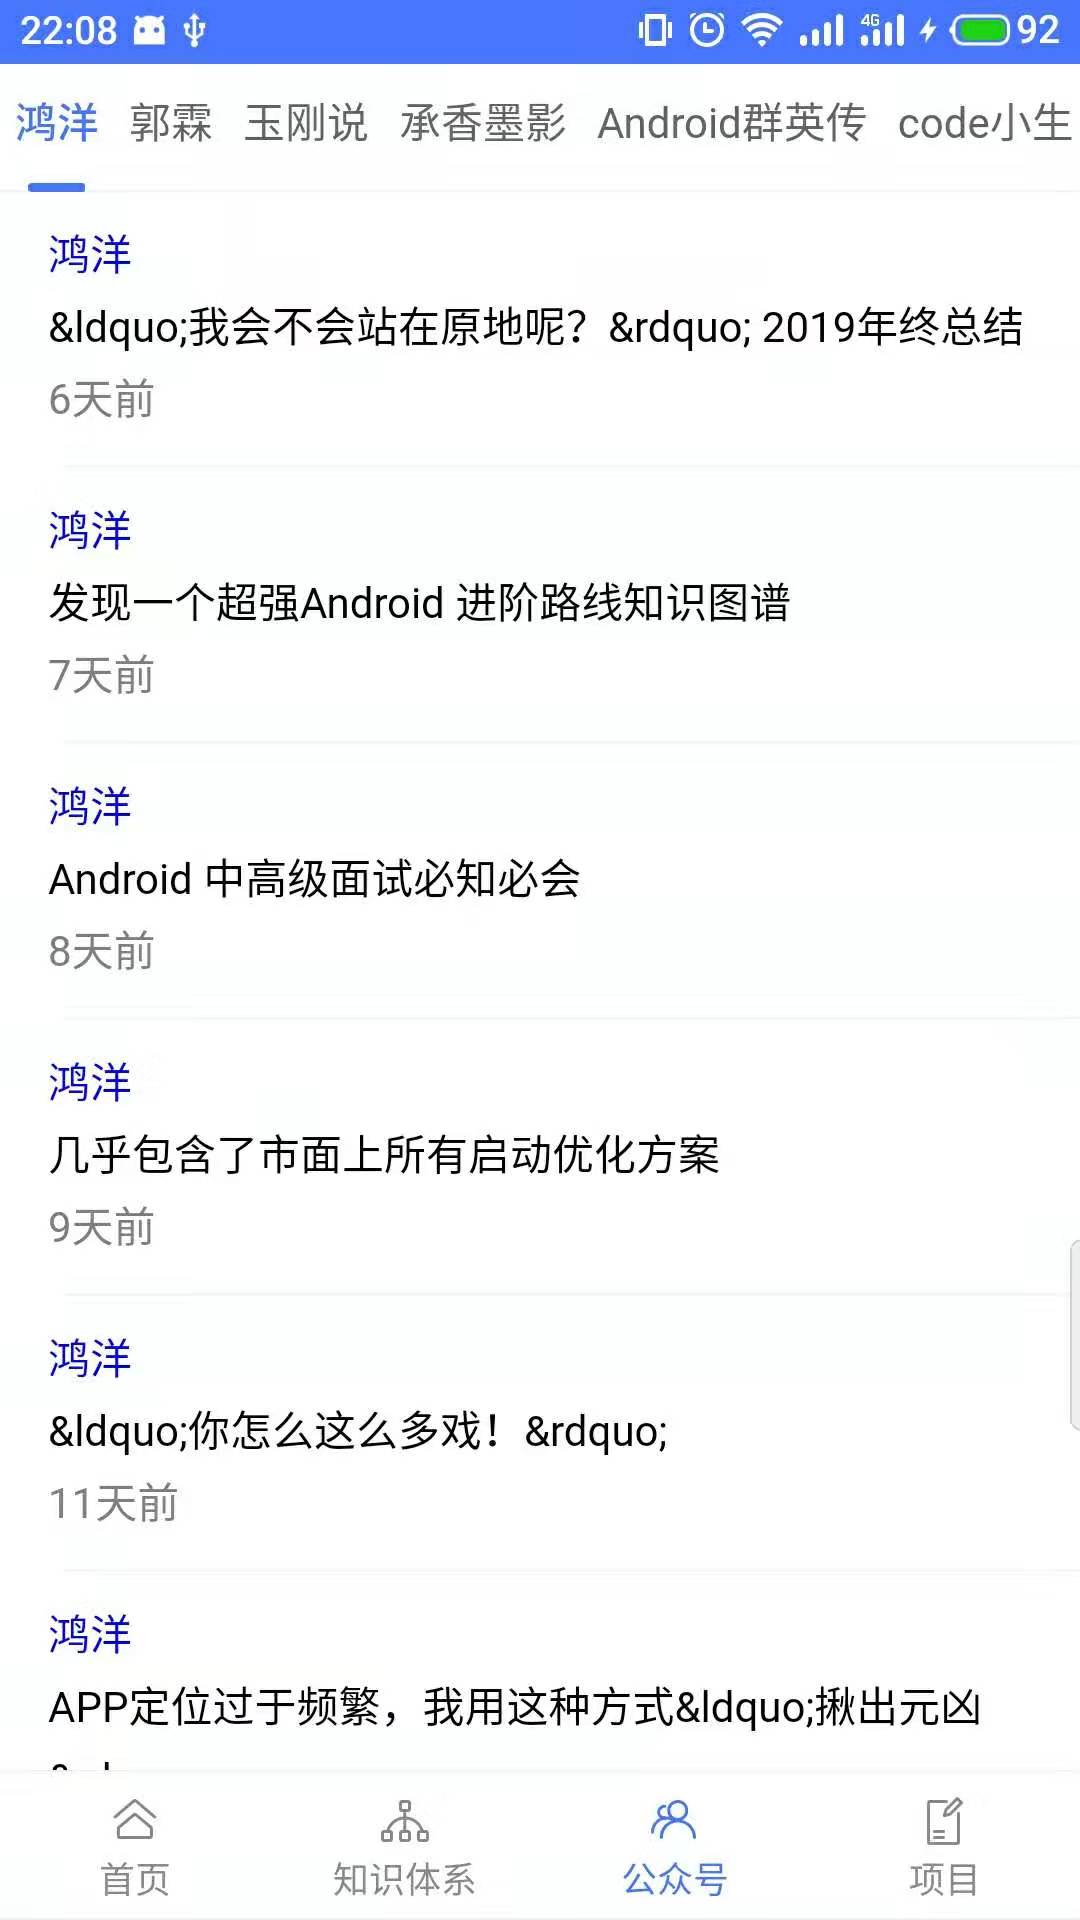 22:08 4G 92
鸿洋 郭霖 玉刚说 承香墨影 Android群英传 code小生
鸿洋
&ldquo;我会不会站在原地呢？&rdquo; 2019年终总结
6天前
鸿洋
发现一个超强Android 进阶路线知识图谱
7天前
鸿洋
Android 中高级面试必知必会
8天前
鸿洋
几乎包含了市面上所有启动优化方案
9天前
鸿洋
&ldquo;你怎么这么多戏！&rdquo;
11天前
鸿洋
APP定位过于频繁，我用这种方式&ldquo;揪出元凶
首页 知识体系 公众号 项目